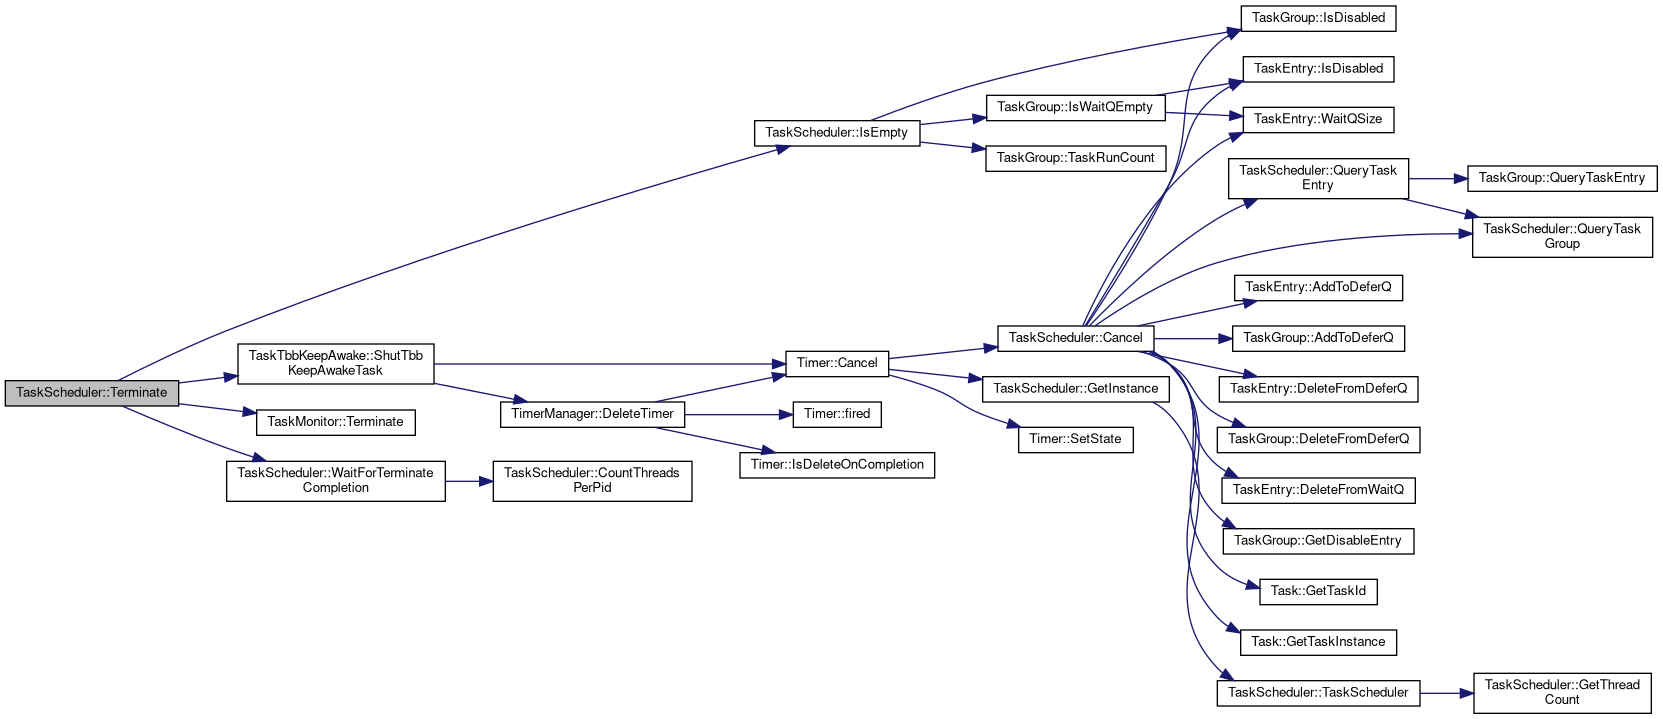 TaskScheduler::Terminate
TaskScheduler::IsEmpty
TaskTbbKeepAwake::ShutTbb
KeepAwakeTask
TaskMonitor::Terminate
TaskScheduler::WaitForTerminate
Completion
TaskScheduler::CountThreads
PerPid
TimerManager::DeleteTimer
Timer::Cancel
Timer::fired
Timer::IsDeleteOnCompletion
TaskGroup::IsWaitQEmpty
TaskGroup::TaskRunCount
TaskScheduler::Cancel
TaskScheduler::GetInstance
Timer::SetState
TaskGroup::IsDisabled
TaskEntry::IsDisabled
TaskEntry::WaitQSize
TaskScheduler::QueryTask
Entry
TaskEntry::AddToDeferQ
TaskGroup::AddToDeferQ
TaskEntry::DeleteFromDeferQ
TaskGroup::DeleteFromDeferQ
TaskEntry::DeleteFromWaitQ
TaskGroup::GetDisableEntry
Task::GetTaskId
Task::GetTaskInstance
TaskScheduler::TaskScheduler
TaskGroup::QueryTaskEntry
TaskScheduler::QueryTask
Group
TaskScheduler::GetThread
Count